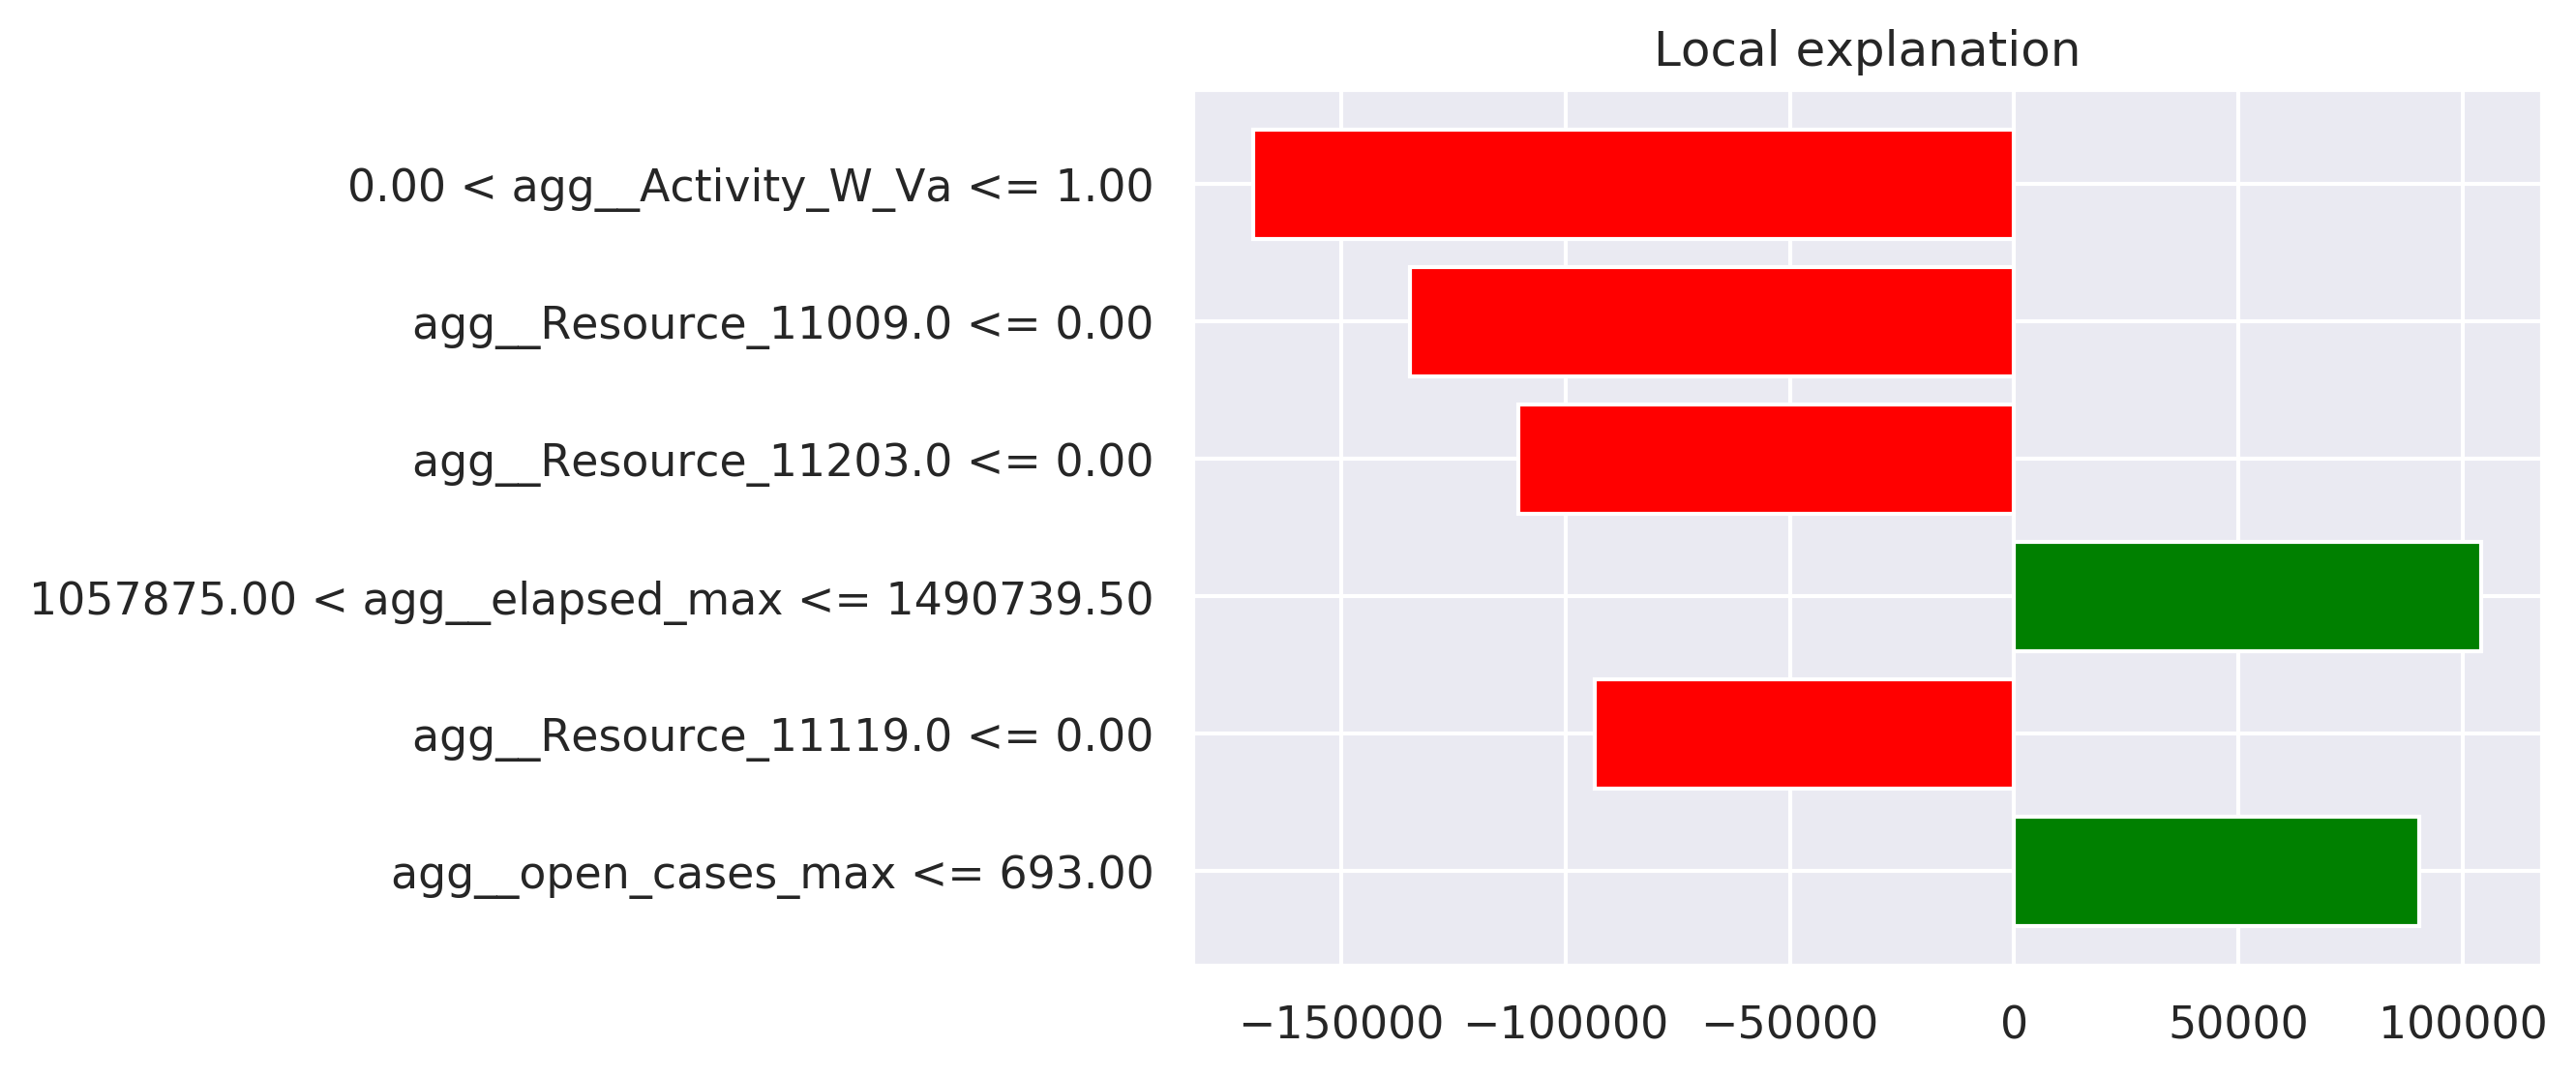 Local explanation
0.00 < agg__Activity_W_Va <= 1.00
agg__Resource_11009.0 <= 0.00
agg__Resource_11203.0 <= 0.00
1057875.00 < agg__elapsed_max <= 1490739.50
agg__Resource_11119.0 <= 0.00
agg__open_cases_max <= 693.00
−150000 −100000 −50000 0 50000 100000